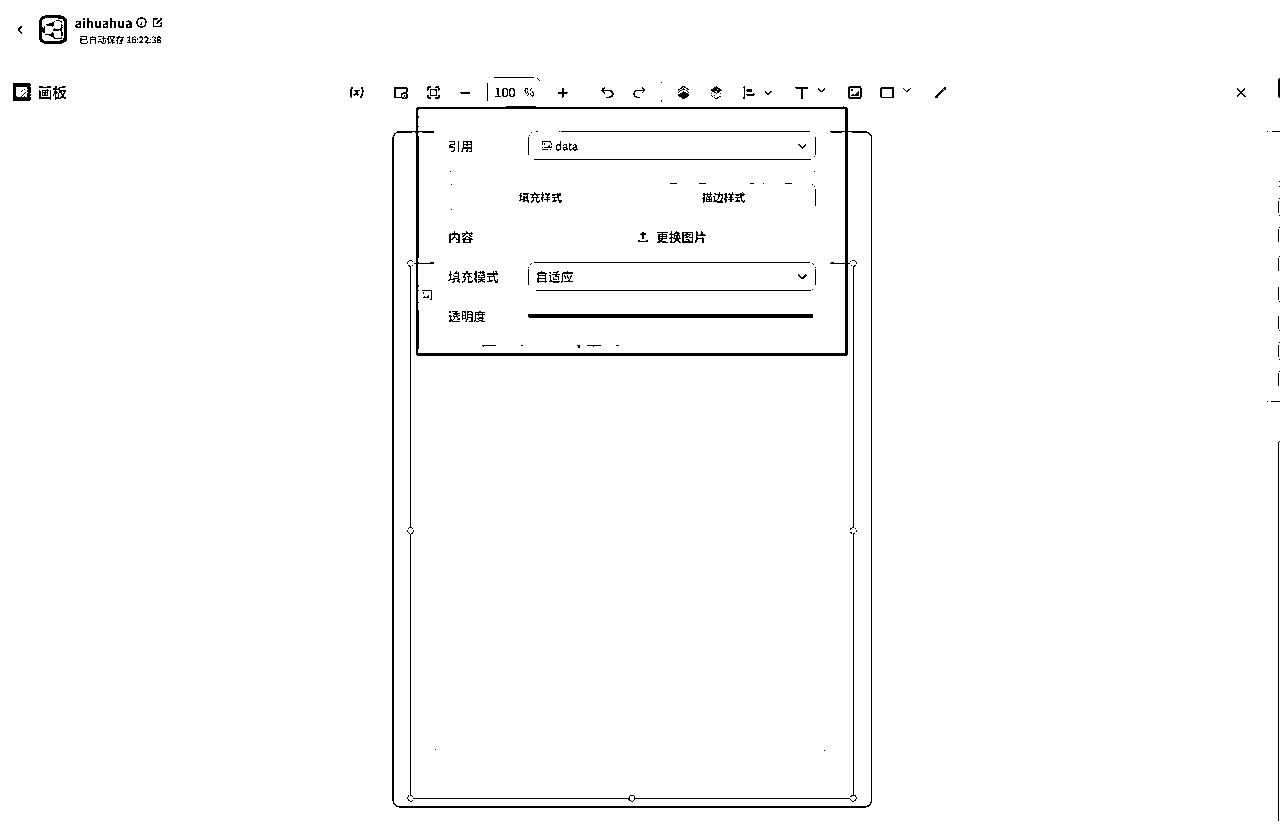 aihuahua
已自动保存 16:22:38
画板
100 %
引用
data
填充样式
描边样式
内容
更换图片
填充模式
自适应
透明度